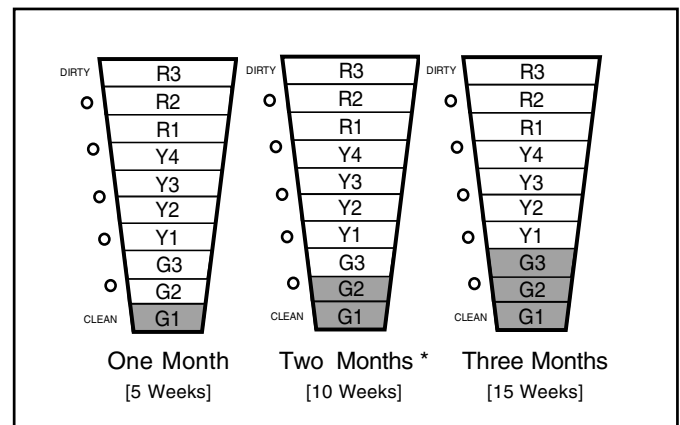 DIRTY R3 DIRTY R3 DIRTY R3
R2 R2 R2
R1 R1 R1
Y4 Y4 Y4
Y3 Y3 Y3
Y2 Y2 Y2
Y1 Y1 Y1
G3 G3 G3
G2 G2 G2
CLEAN G1 CLEAN G1 CLEAN G1
One Month Two Months * Three Months
[5 Weeks] [10 Weeks] [15 Weeks]